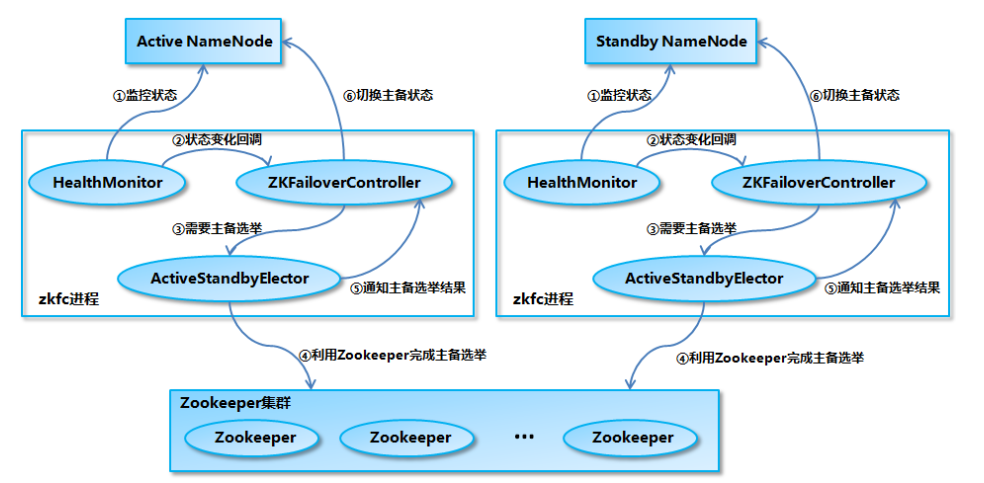 Active NameNode
Standby NameNode
①监控状态
⑥切换主备状态
①监控状态
⑥切换主备状态
②状态变化回调
②状态变化回调
HealthMonitor
ZKFailoverController
HealthMonitor
ZKFailoverController
③需要主备选举
③需要主备选举
ActiveStandbyElector
ActiveStandbyElector
⑤通知主备选举结果
⑤通知主备选举结果
zkfc进程
zkfc进程
④利用Zookeeper完成主备选举
④利用Zookeeper完成主备选举
Zookeeper集群
Zookeeper
Zookeeper
...
Zookeeper